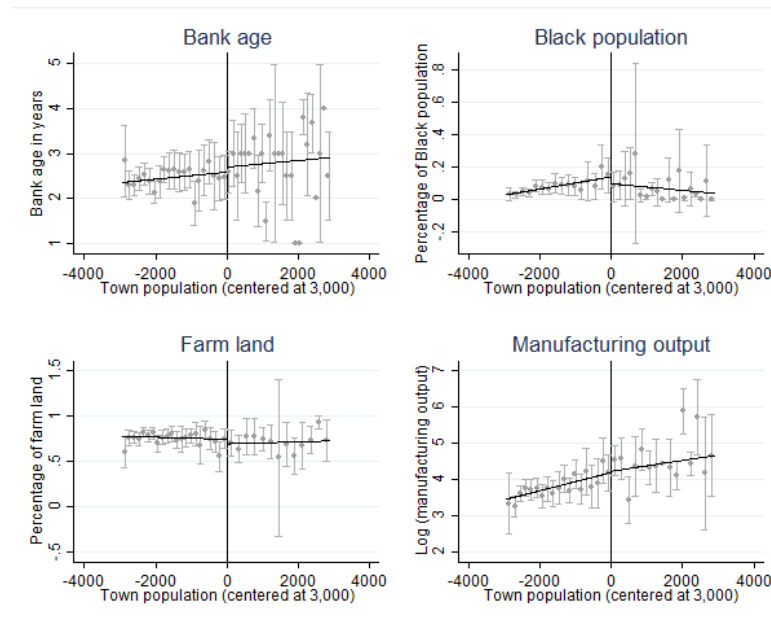 Bank age
Bank age in years
5
4
3
2
1
-4000 -2000 0 2000 4000
Town population (centered at 3,000)
Black population
Percentage of Black population
.8
.6
.4
.2
0
-.2
-4000 -2000 0 2000 4000
Town population (centered at 3,000)
Farm land
Percentage of farm land
1.5
1
.5
0
-.5
-4000 -2000 0 2000 4000
Town population (centered at 3,000)
Manufacturing output
Log (manufacturing output)
7
6
5
4
3
2
-4000 -2000 0 2000 4000
Town population (centered at 3,000)